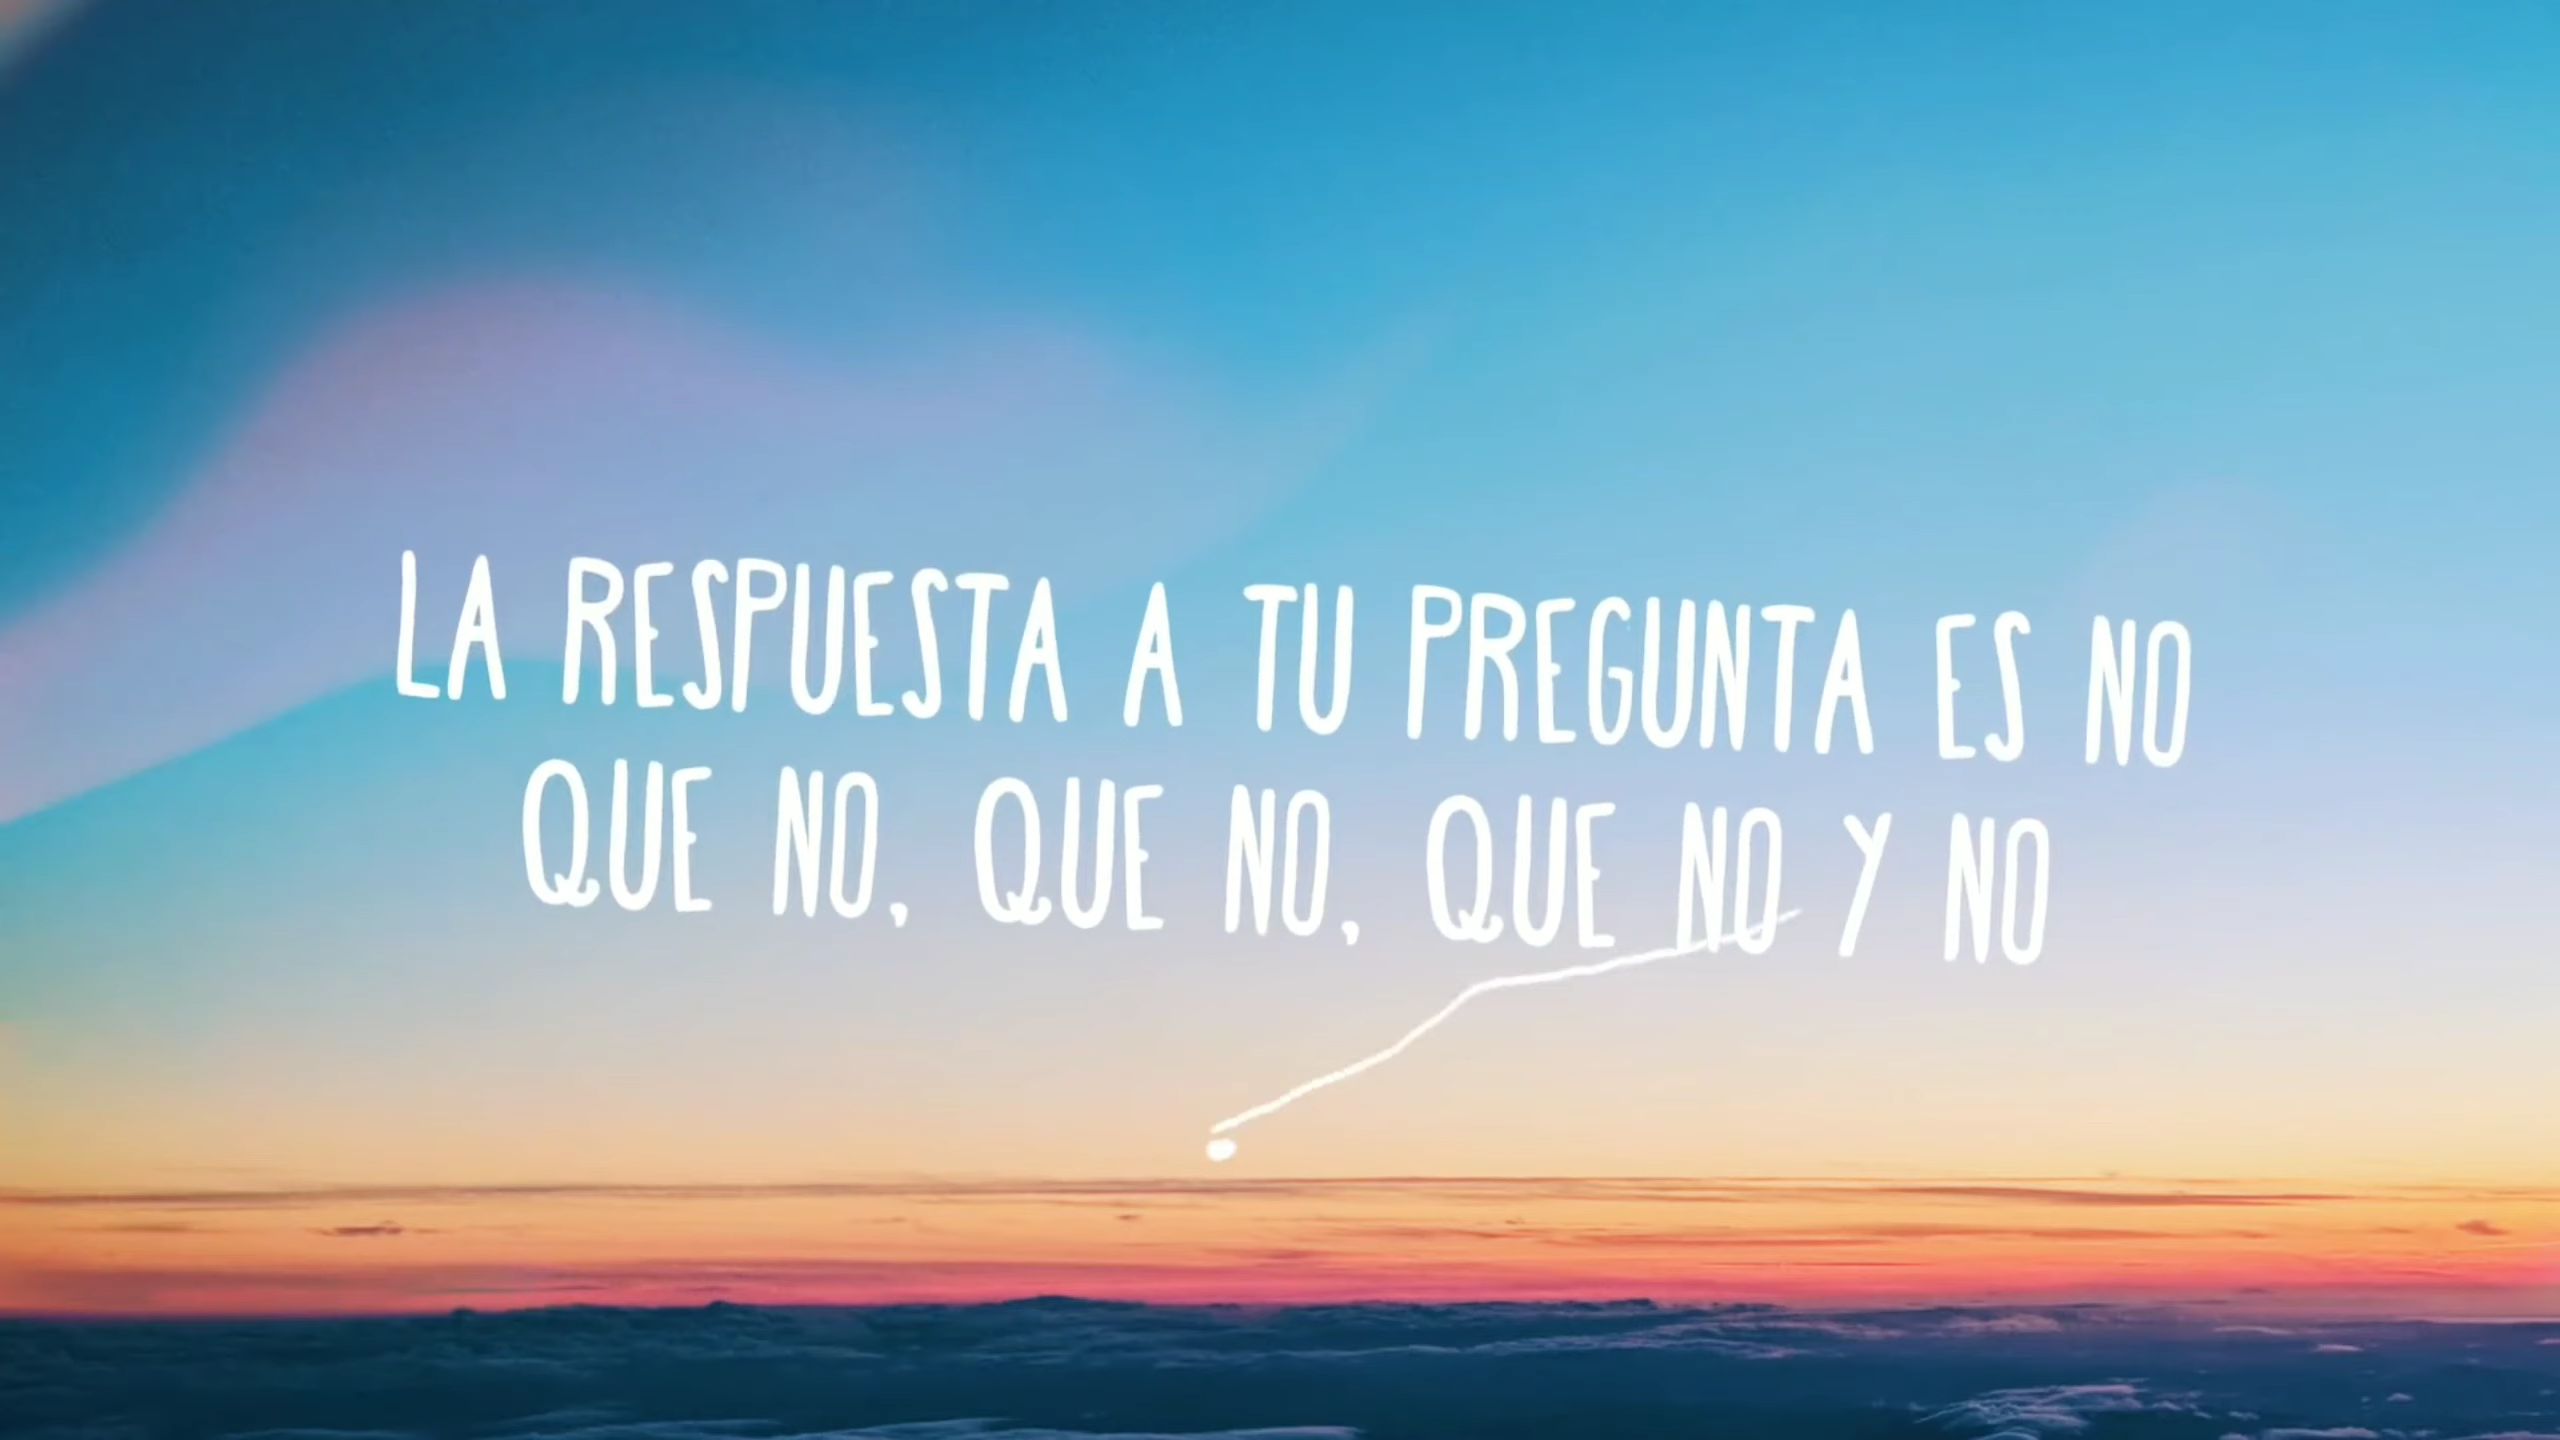 LA RESPUESTA A TU PREGUNTA ES NO
QUE NO, QUE NO, QUE NO Y NO